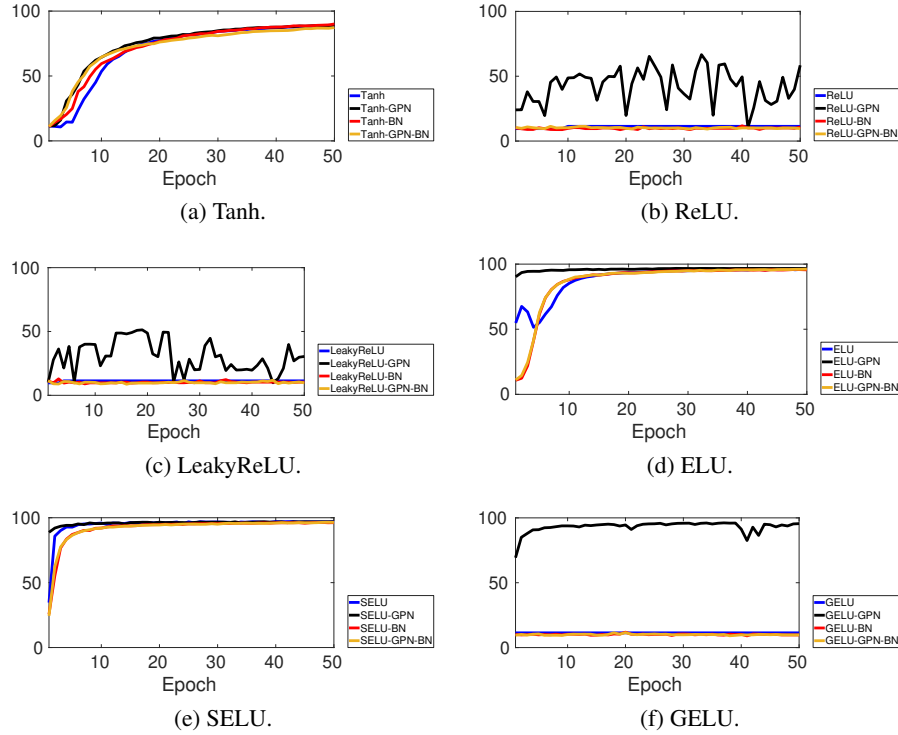 100
50
0
10 20 30 40 50
Epoch
Tanh
Tanh-GPN
Tanh-BN
Tanh-GPN-BN
(a) Tanh.
100
50
0
10 20 30 40 50
Epoch
ReLU
ReLU-GPN
ReLU-BN
ReLU-GPN-BN
(b) ReLU.
100
50
0
10 20 30 40 50
Epoch
LeakyReLU
LeakyReLU-GPN
LeakyReLU-BN
LeakyReLU-GPN-BN
(c) LeakyReLU.
100
50
0
10 20 30 40 50
Epoch
ELU
ELU-GPN
ELU-BN
ELU-GPN-BN
(d) ELU.
100
50
0
10 20 30 40 50
Epoch
SELU
SELU-GPN
SELU-BN
SELU-GPN-BN
(e) SELU.
100
50
0
10 20 30 40 50
Epoch
GELU
GELU-GPN
GELU-BN
GELU-GPN-BN
(f) GELU.